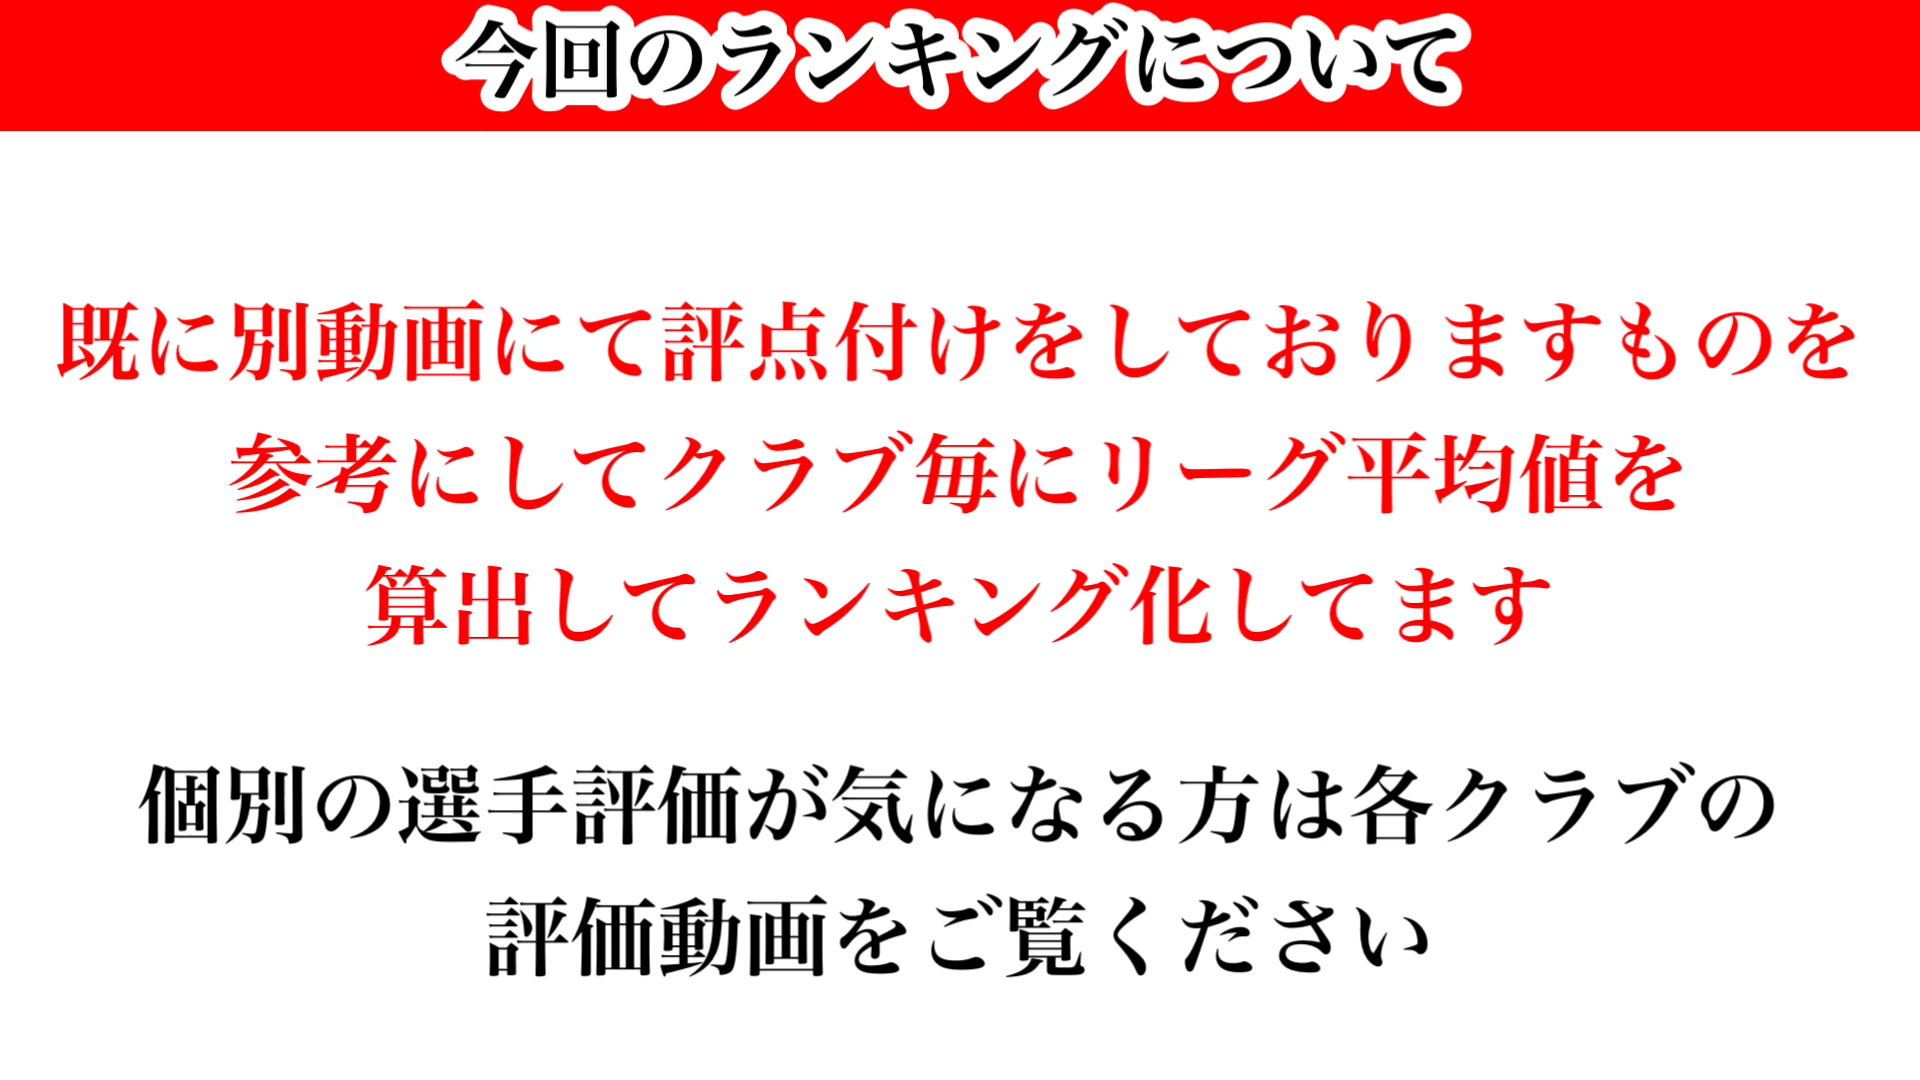 今回のランキングについて
既に別動画にて評点付けをしておりますものを
参考にしてクラブ毎にリーグ平均値を
算出してランキング化してます
個別の選手評価が気になる方は各クラブの
評価動画をご覧ください